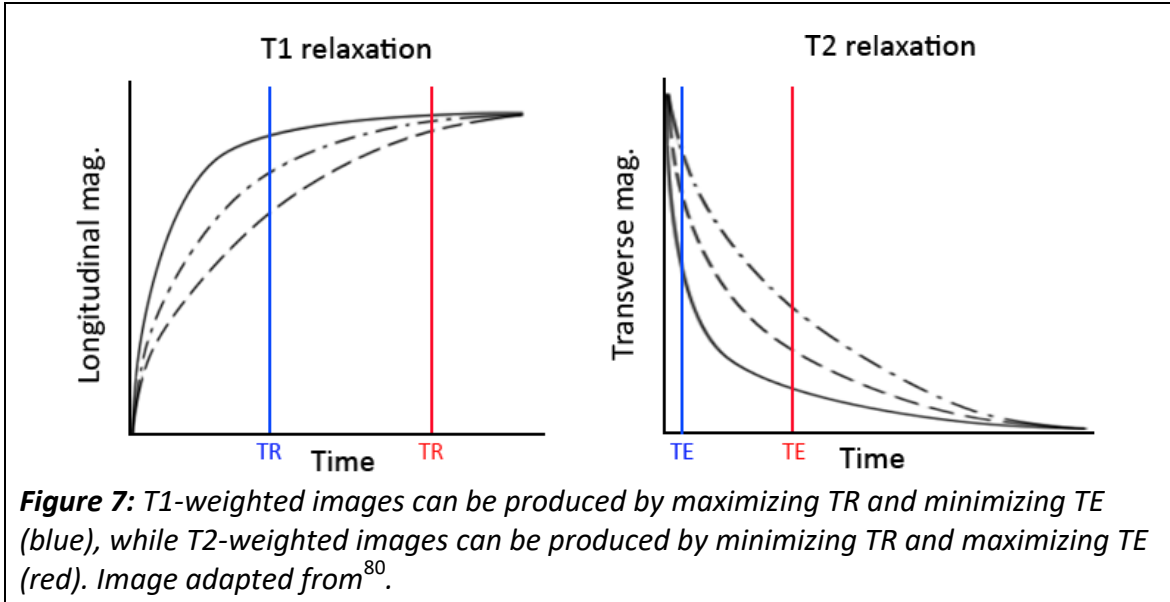 T1 relaxation
T2 relaxation
Longitudinal mag.
Transverse mag.
TR
Time
TR
TE
TE
Time
Figure 7: T1-weighted images can be produced by maximizing TR and minimizing TE
(blue), while T2-weighted images can be produced by minimizing TR and maximizing TE
(red). Image adapted from80.